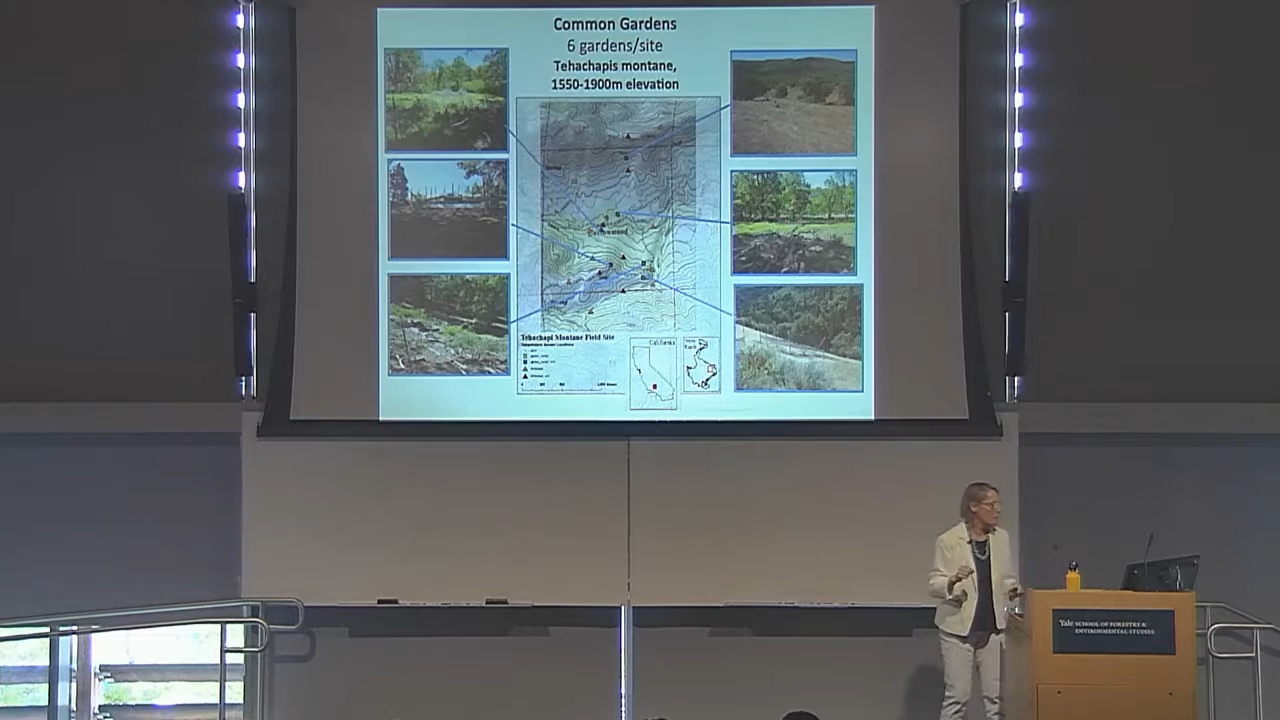 Common Gardens
6 gardens/site
Tehachapis montane,
1550-1900m elevation
Tehachapi Montane Field Site
California
Yale SCHOOL OF FORESTRY &
ENVIRONMENTAL STUDIES